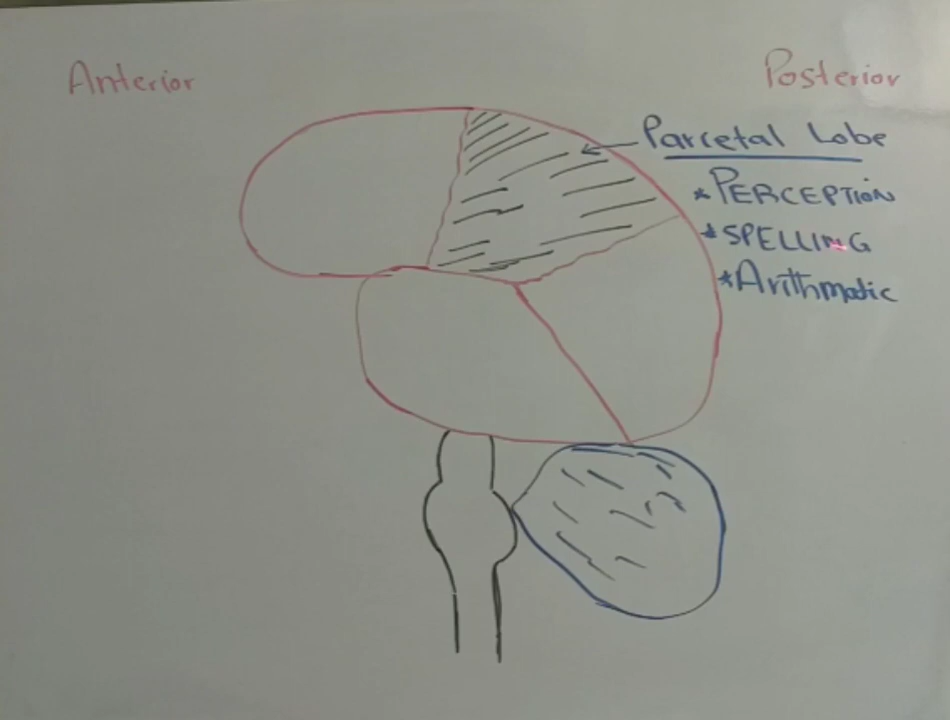 Anterior
Posterior
Parietal Lobe
*PERCEPTION
*SPELLING
*Arithmatic